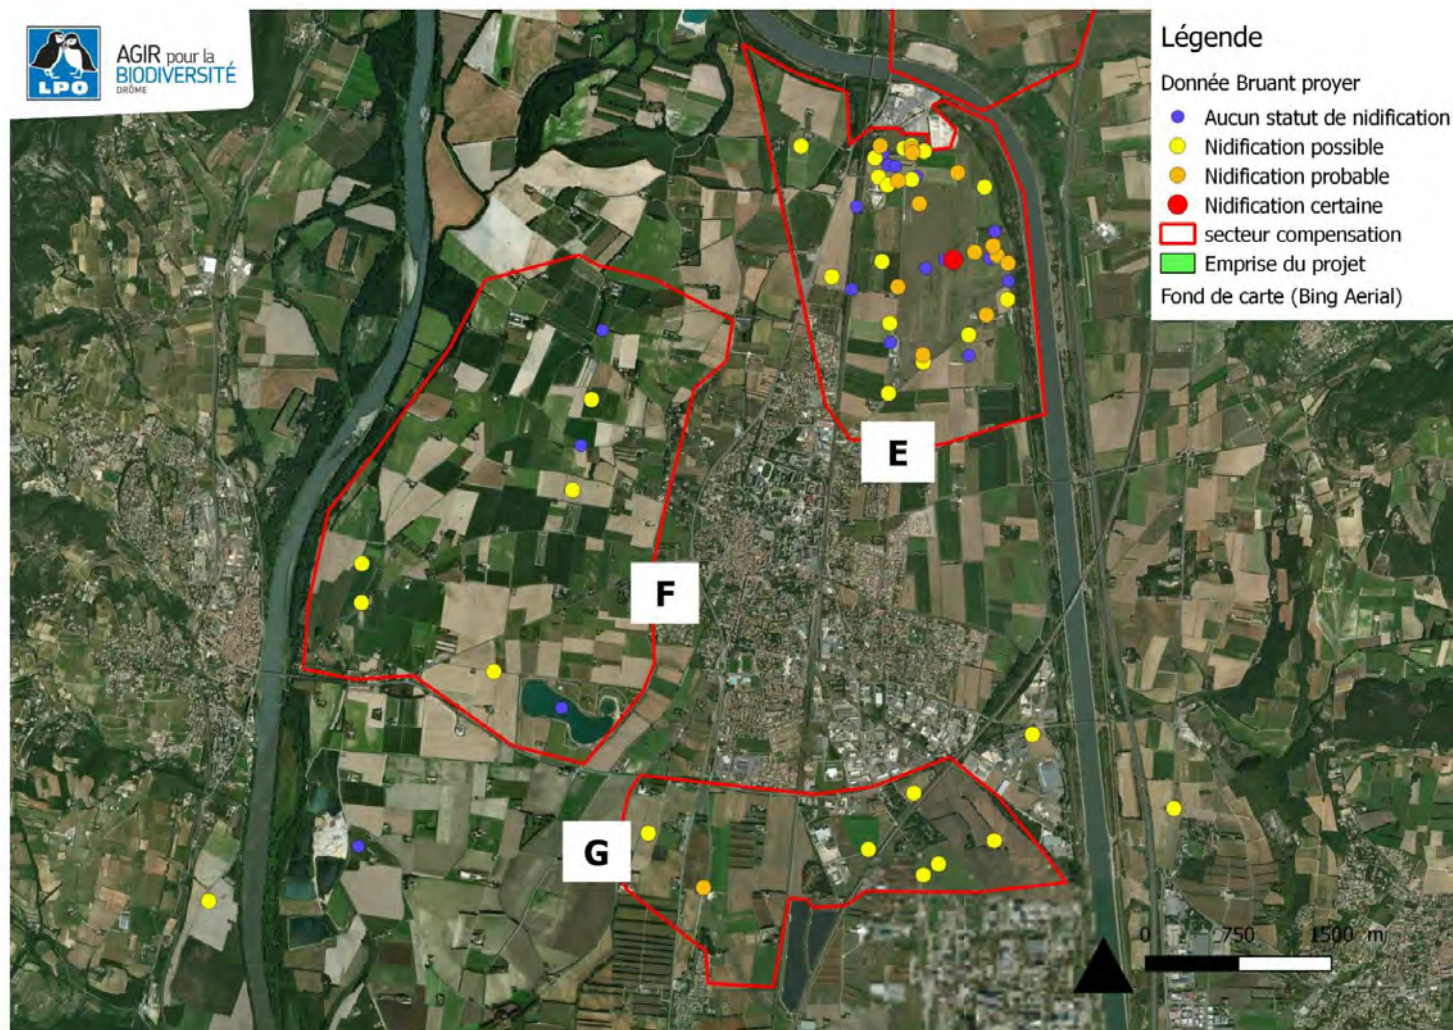 LPO
AGIR pour la
BIODIVERSITÉ
DRÔME
Légende
Donnée Bruant proyer
Aucun statut de nidification
Nidification possible
Nidification probable
Nidification certaine
secteur compensation
Emprise du projet
Fond de carte (Bing Aerial)
E
F
G
0 750 1500 m